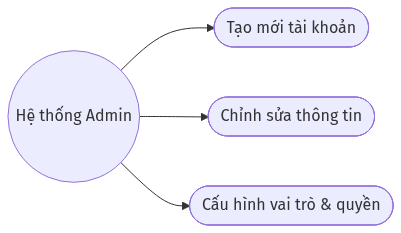 Tạo mới tài khoản
Hệ thống Admin
Chỉnh sửa thông tin
Cấu hình vai trò & quyền